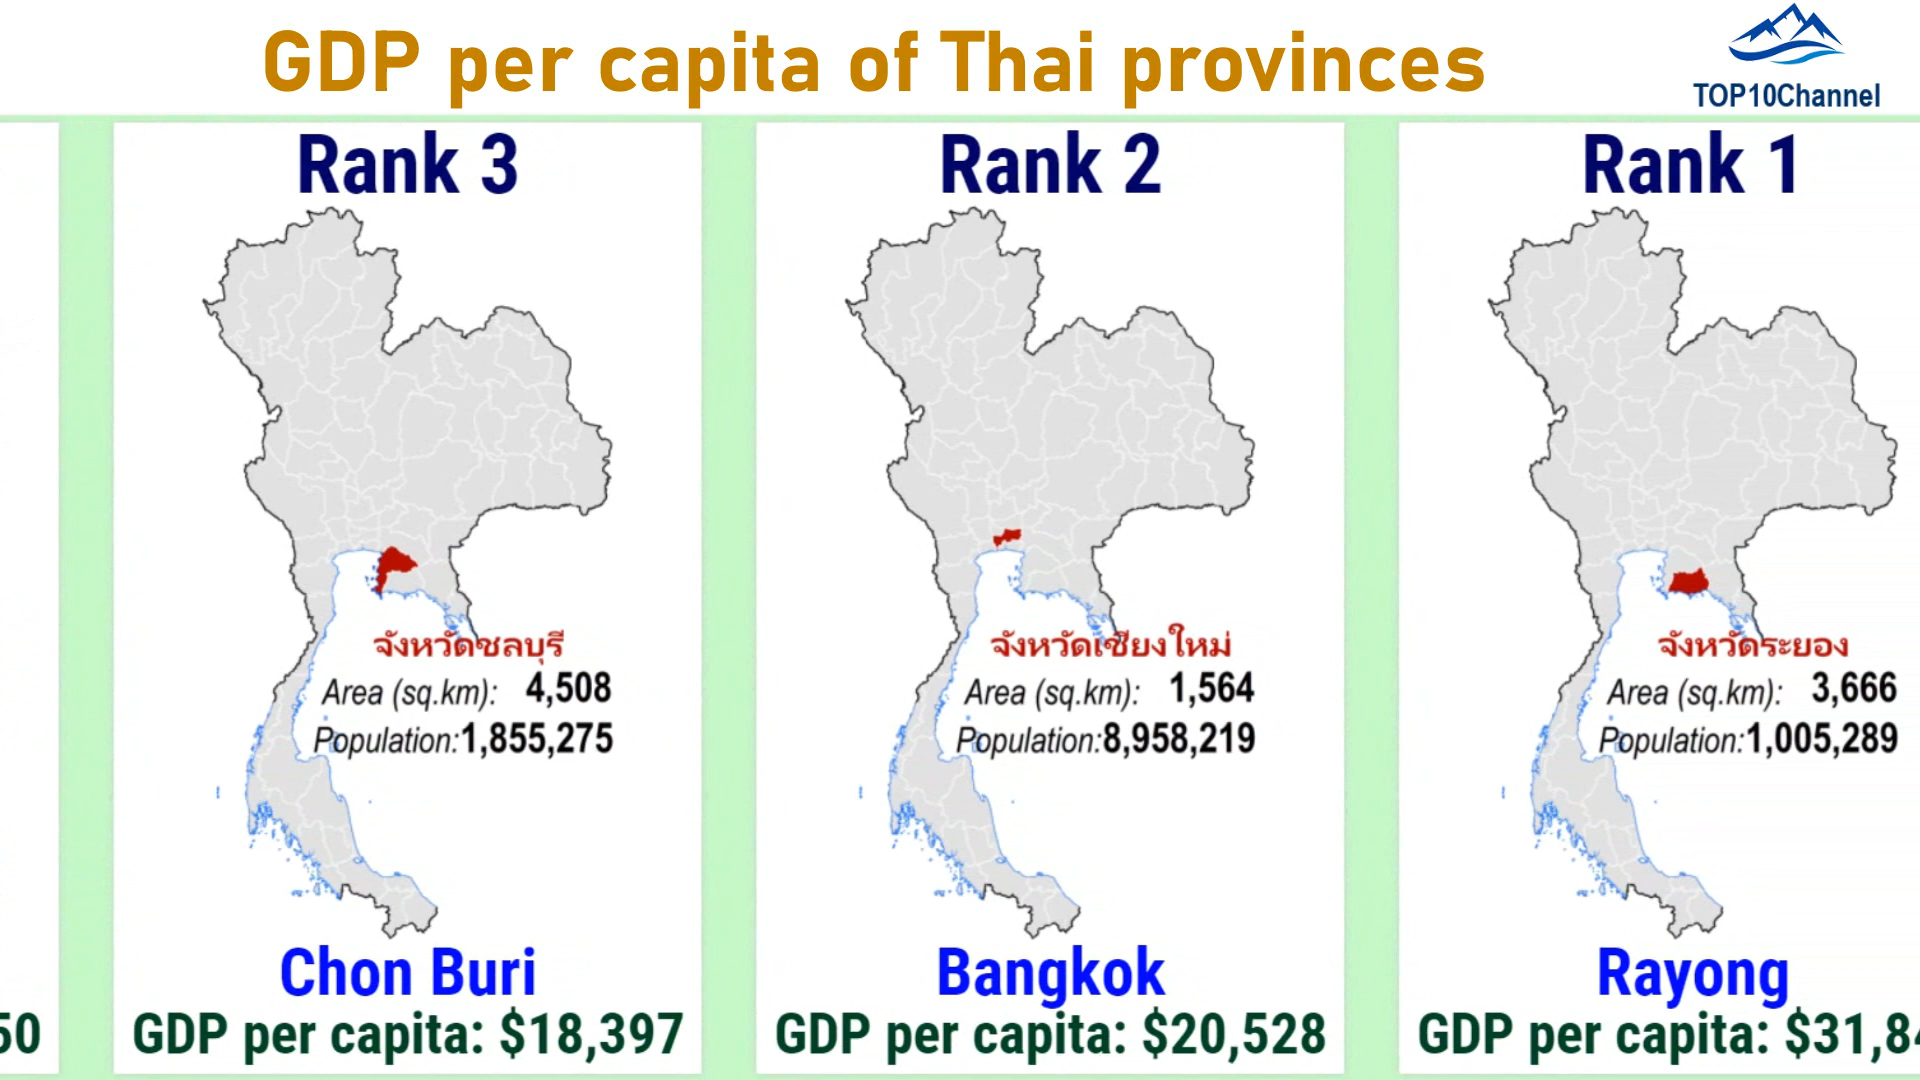 GDP per capita of Thai provinces
TOP10Channel
Rank 3
จังหวัดชลบุรี
Area (sq.km): 4,508
Population:1,855,275
Chon Buri
GDP per capita: $18,397
Rank 2
จังหวัดเชียงใหม่
Area (sq.km): 1,564
Population:8,958,219
Bangkok
GDP per capita: $20,528
Rank 1
จังหวัดระยอง
Area (sq.km): 3,666
Population:1,005,289
Rayong
GDP per capita: $31,8